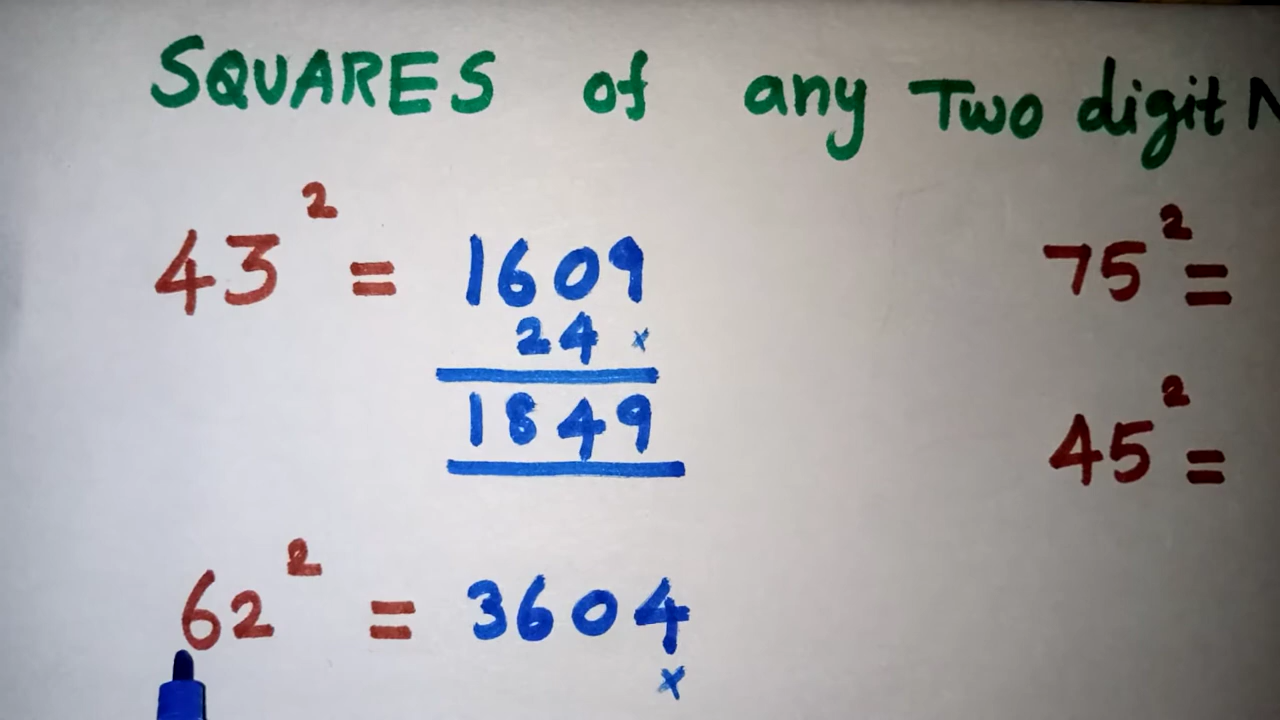 SQUARES of any Two digit N
43² = 1609
24 x
1849
62² = 3604
x
75² =
45² =